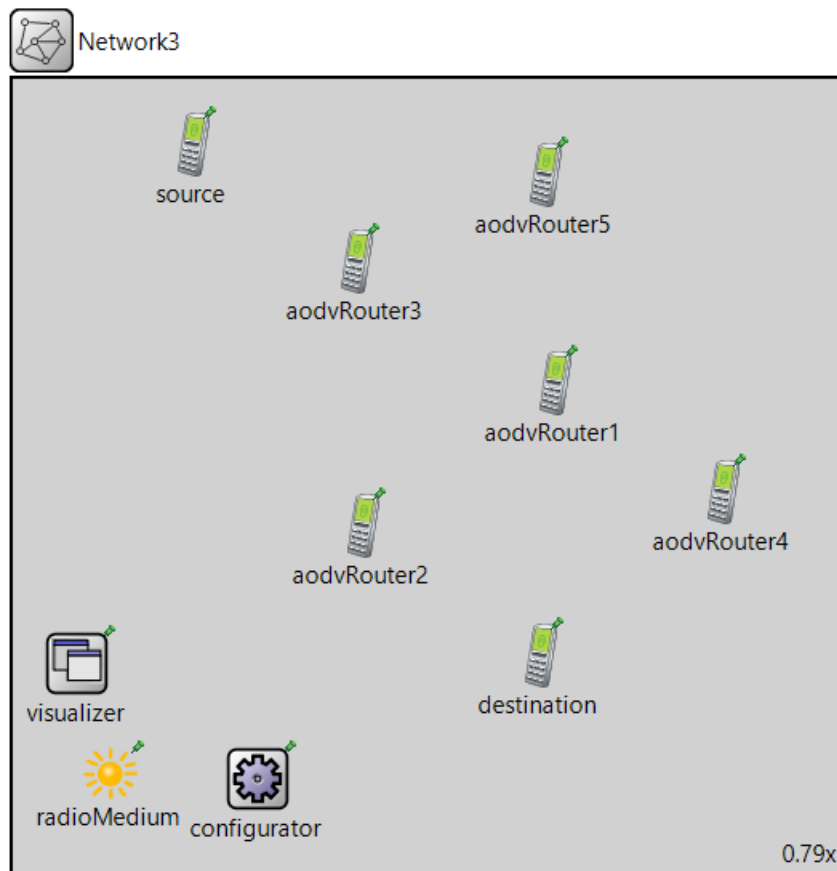 Network3
source
aodvRouter5
aodvRouter3
aodvRouter1
aodvRouter4
aodvRouter2
destination
visualizer
radioMedium
configurator
0.79x